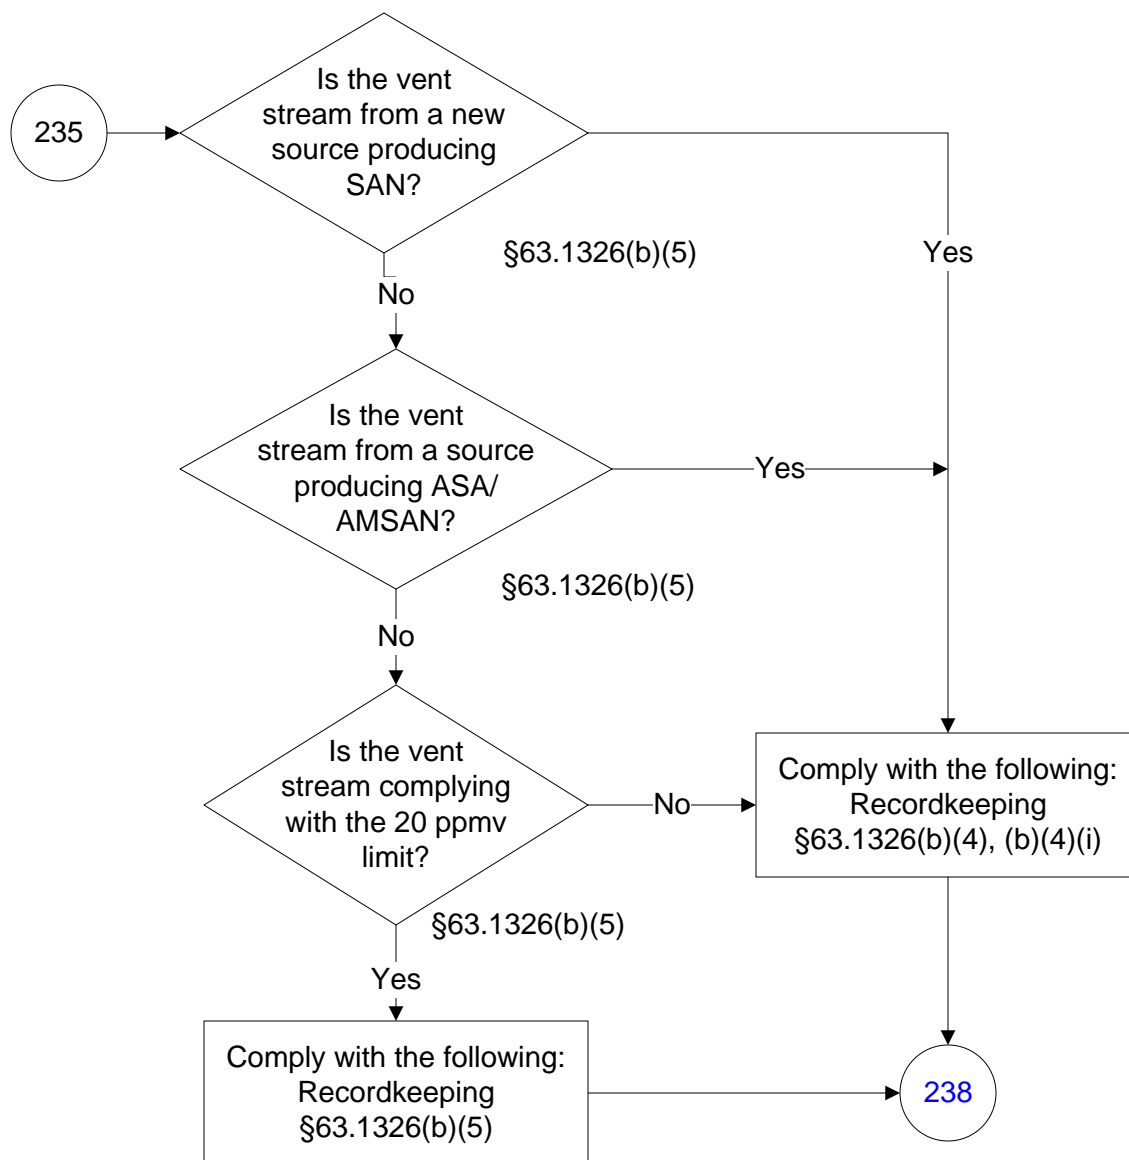 235
Is the vent
stream from a new
source producing
SAN?
§63.1326(b)(5)
Yes
No
Is the vent
stream from a source
producing ASA/
AMSAN?
Yes
§63.1326(b)(5)
No
Is the vent
stream complying
with the 20 ppmv
limit?
No
Comply with the following:
Recordkeeping
§63.1326(b)(4), (b)(4)(i)
§63.1326(b)(5)
Yes
Comply with the following:
Recordkeeping
§63.1326(b)(5)
238